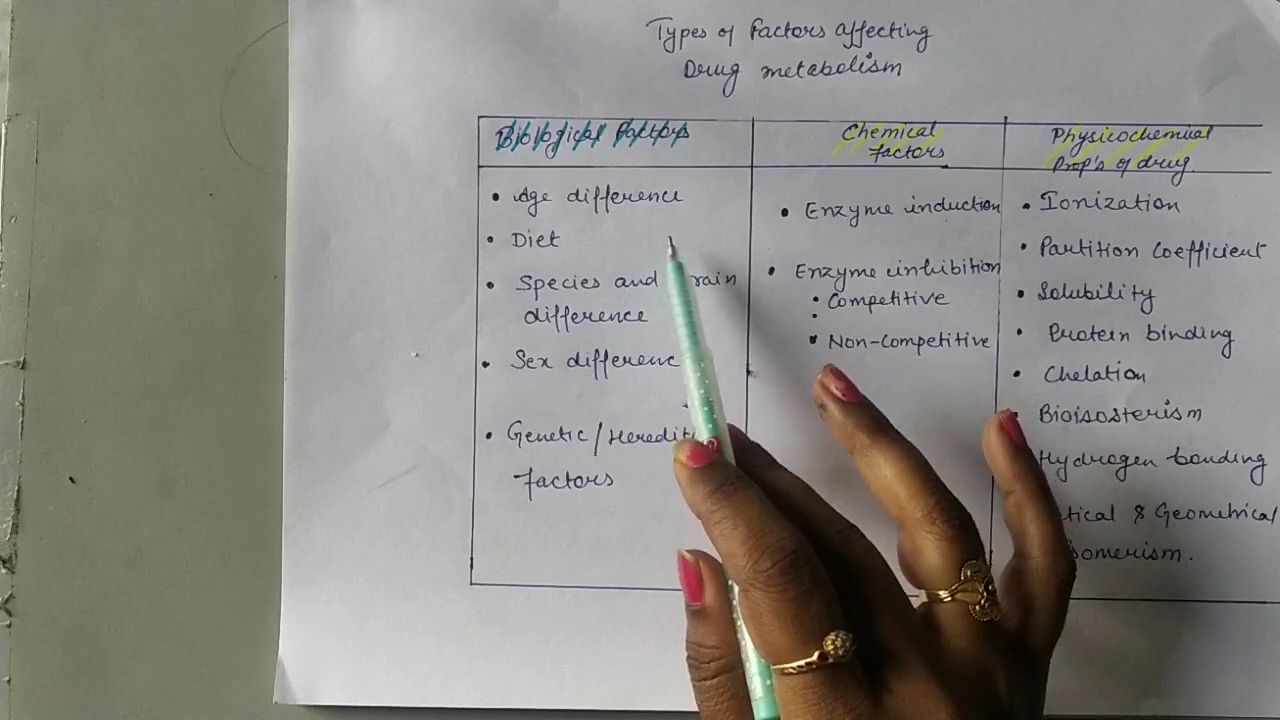 Types of Factors affecting
Drug metabolism
Biological Factors
Chemical
Factors
Physicochemical
Prop's of drug.
• Age difference
• Diet
• Species and
difference
• Sex differenc
• Genetic/Heredit
Factors
• Enzyme induction
• Enzyme inhibition
• Competitive
• Non-competitive
• Ionization
• Partition Coefficient
• Solubility
• Protein binding
• Chelation
• Bioisosterism
Hydrogen bonding
& Geometrical